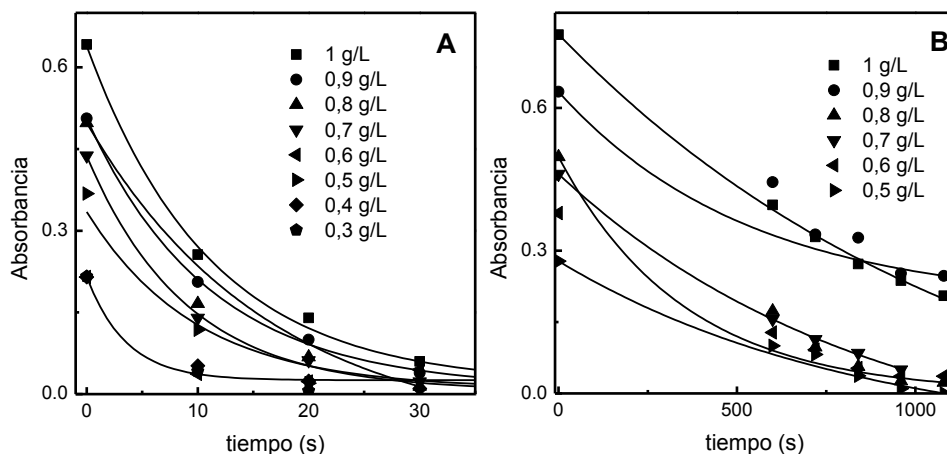 A
0.6
0.3
0.0
Absorbancia
1 g/L
0,9 g/L
0,8 g/L
0,7 g/L
0,6 g/L
0,5 g/L
0,4 g/L
0,3 g/L
0
10
20
30
tiempo (s)
B
0.6
0.3
0.0
Absorbancia
1 g/L
0,9 g/L
0,8 g/L
0,7 g/L
0,6 g/L
0,5 g/L
0
500
1000
tiempo (s)